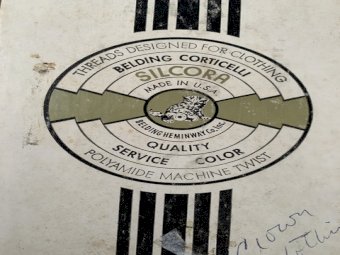 THREADS DESIGNED FOR CLOTHING
BELDING CORTICELLI
SILCORA
MADE IN U.S.A.
BELDING HEMINWAY Co. Inc.
QUALITY
SERVICE COLOR
POLYAMIDE MACHINE TWIST
Crown